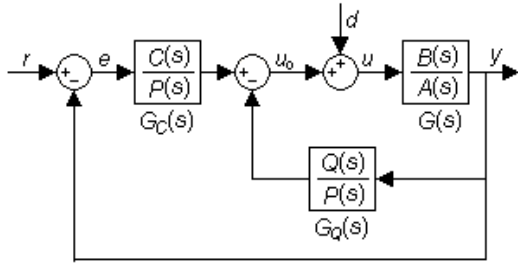 d
r
+
−
e
C(s)
P(s)
G_C(s)
+
−
u₀
+
+
u
B(s)
A(s)
G(s)
y
Q(s)
P(s)
G_Q(s)